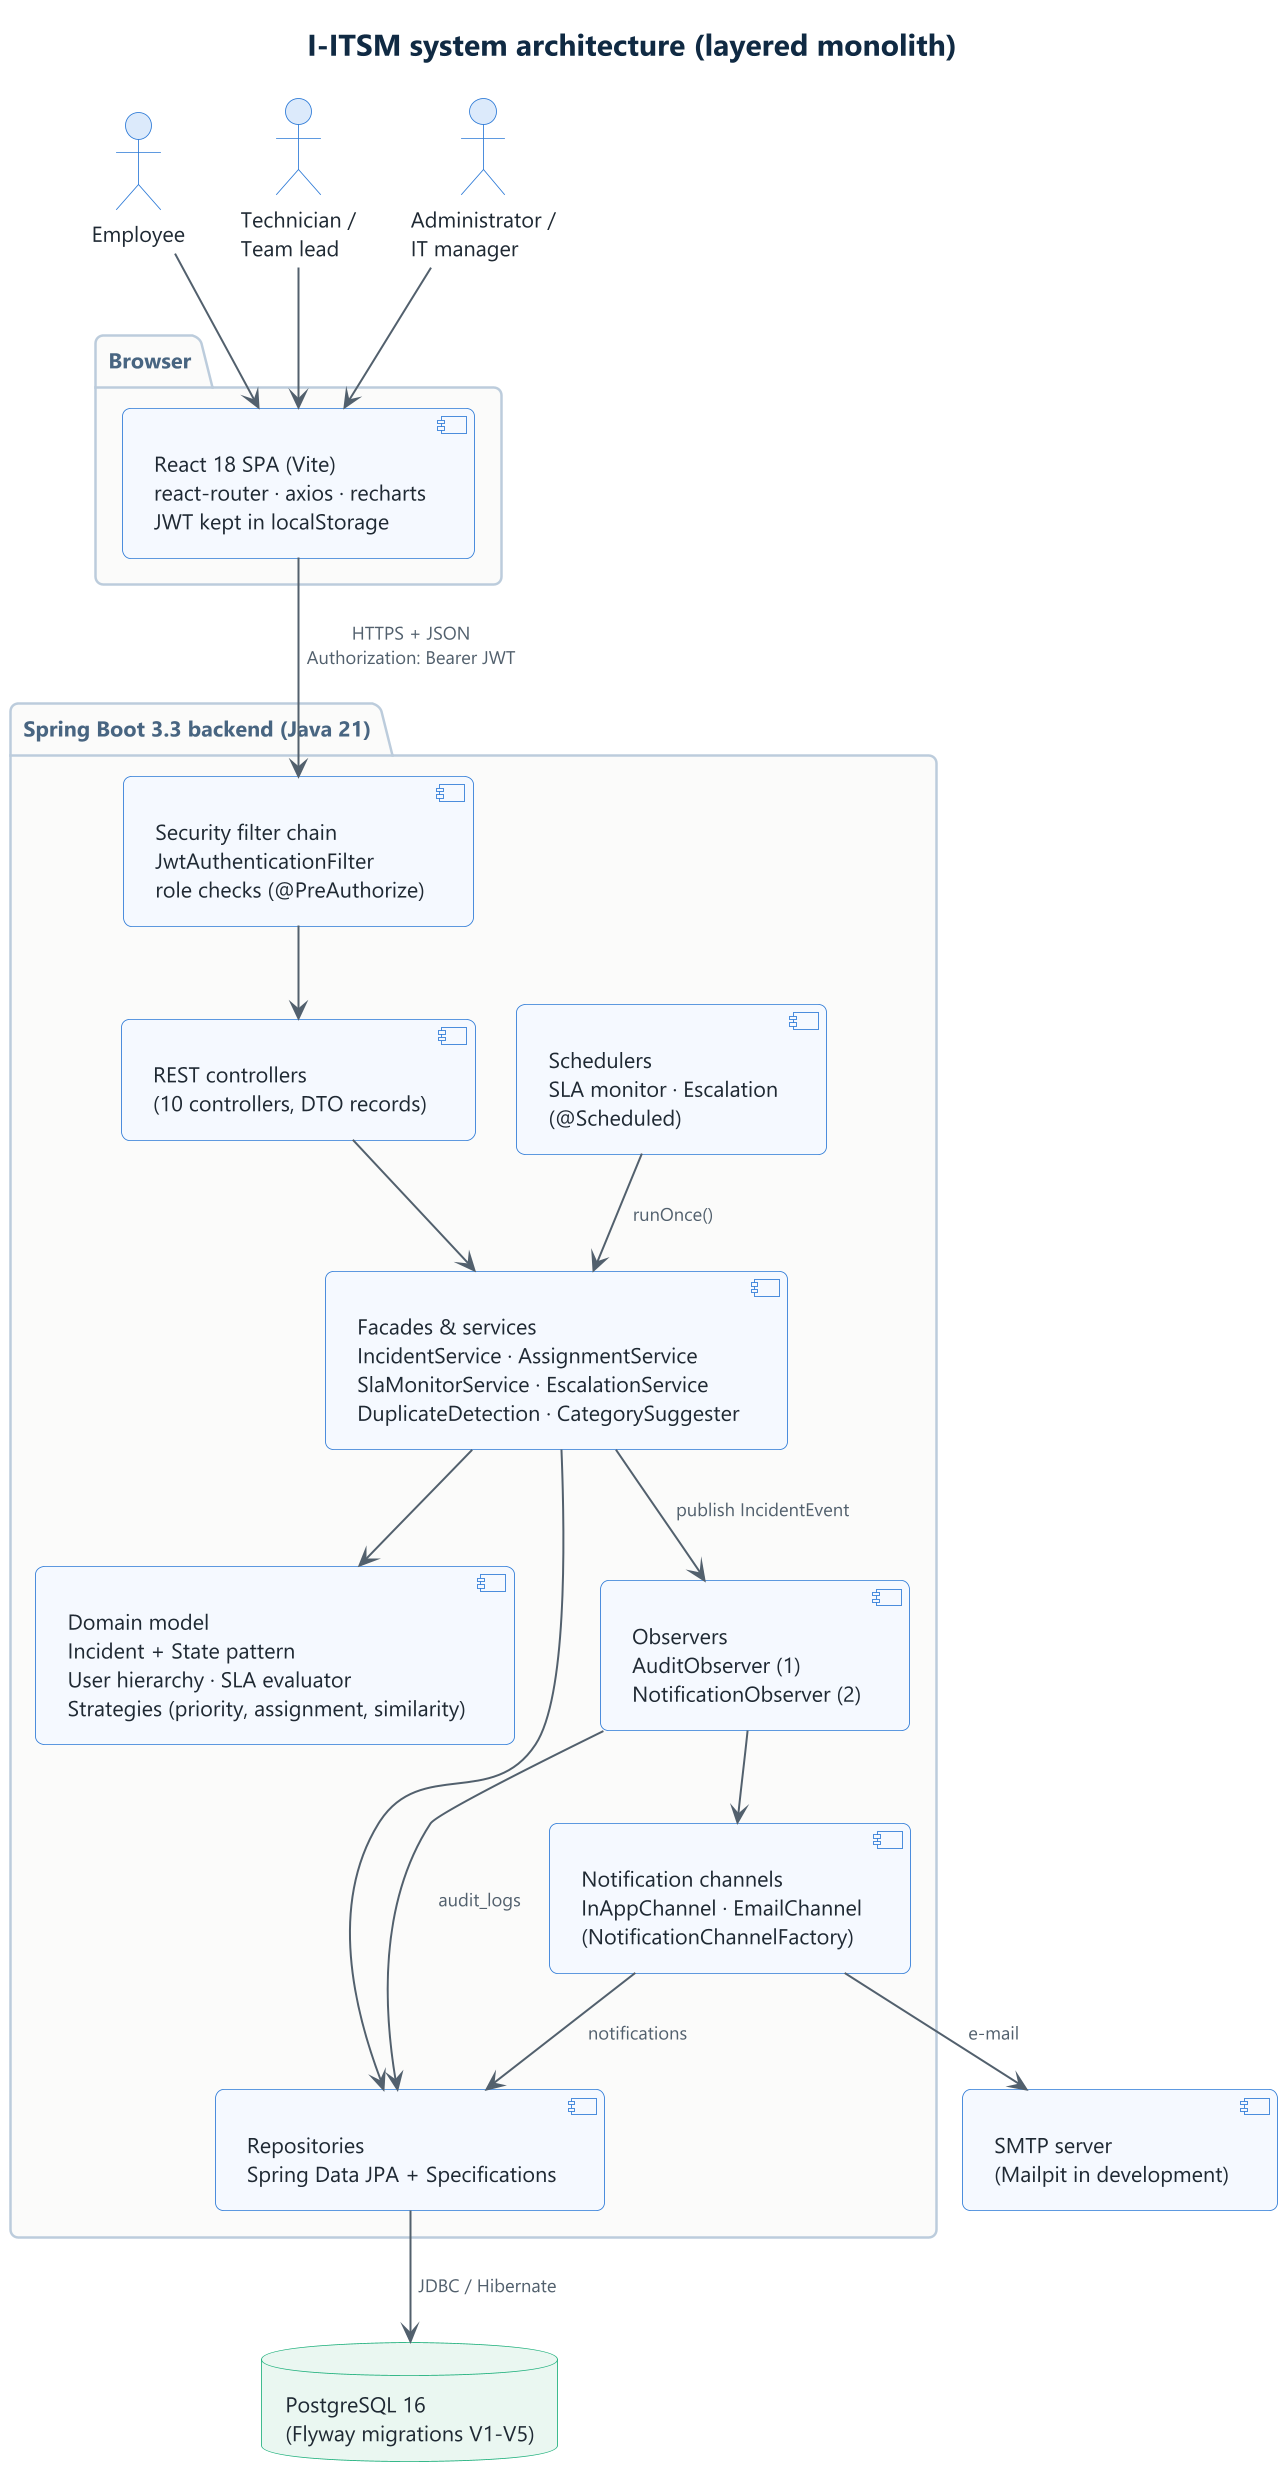 I-ITSM system architecture (layered monolith)
Employee
Technician /
Team lead
Administrator /
IT manager
Browser
React 18 SPA (Vite)
react-router · axios · recharts
JWT kept in localStorage
HTTPS + JSON
Authorization: Bearer JWT
Spring Boot 3.3 backend (Java 21)
Security filter chain
JwtAuthenticationFilter
role checks (@PreAuthorize)
REST controllers
(10 controllers, DTO records)
Schedulers
SLA monitor · Escalation
(@Scheduled)
runOnce()
Facades & services
IncidentService · AssignmentService
SlaMonitorService · EscalationService
DuplicateDetection · CategorySuggester
publish IncidentEvent
Domain model
Incident + State pattern
User hierarchy · SLA evaluator
Strategies (priority, assignment, similarity)
Observers
AuditObserver (1)
NotificationObserver (2)
audit_logs
Notification channels
InAppChannel · EmailChannel
(NotificationChannelFactory)
notifications
e-mail
Repositories
Spring Data JPA + Specifications
SMTP server
(Mailpit in development)
JDBC / Hibernate
PostgreSQL 16
(Flyway migrations V1-V5)